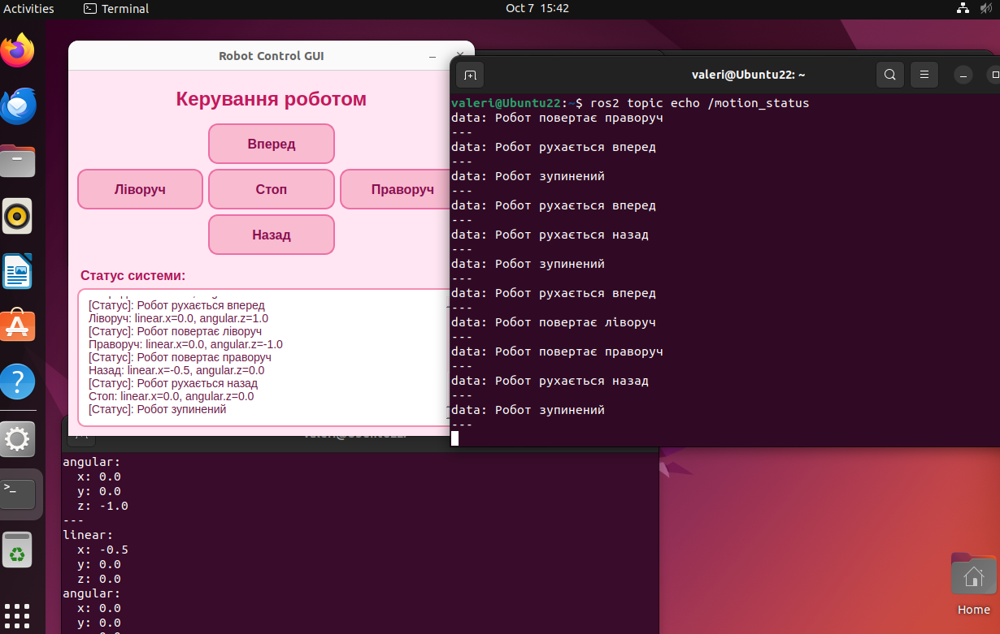 Activities
Terminal
Oct 7 15:42
Robot Control GUI
Керування роботом
Вперед
Ліворуч
Стоп
Праворуч
Назад
Статус системи:
[Статус]: Робот рухається вперед
Ліворуч: linear.x=0.0, angular.z=1.0
[Статус]: Робот повертає ліворуч
Праворуч: linear.x=0.0, angular.z=-1.0
[Статус]: Робот повертає праворуч
Назад: linear.x=-0.5, angular.z=0.0
[Статус]: Робот рухається назад
Стоп: linear.x=0.0, angular.z=0.0
[Статус]: Робот зупинений
valeri@Ubuntu22: ~
valeri@Ubuntu22:~$ ros2 topic echo /motion_status
data: Робот повертає праворуч
---
data: Робот рухається вперед
---
data: Робот зупинений
---
data: Робот рухається вперед
---
data: Робот рухається назад
---
data: Робот зупинений
---
data: Робот рухається вперед
---
data: Робот повертає ліворуч
---
data: Робот повертає праворуч
---
data: Робот рухається назад
---
data: Робот зупинений
---
angular:
x: 0.0
y: 0.0
z: -1.0
---
linear:
x: -0.5
y: 0.0
z: 0.0
angular:
x: 0.0
y: 0.0
Home